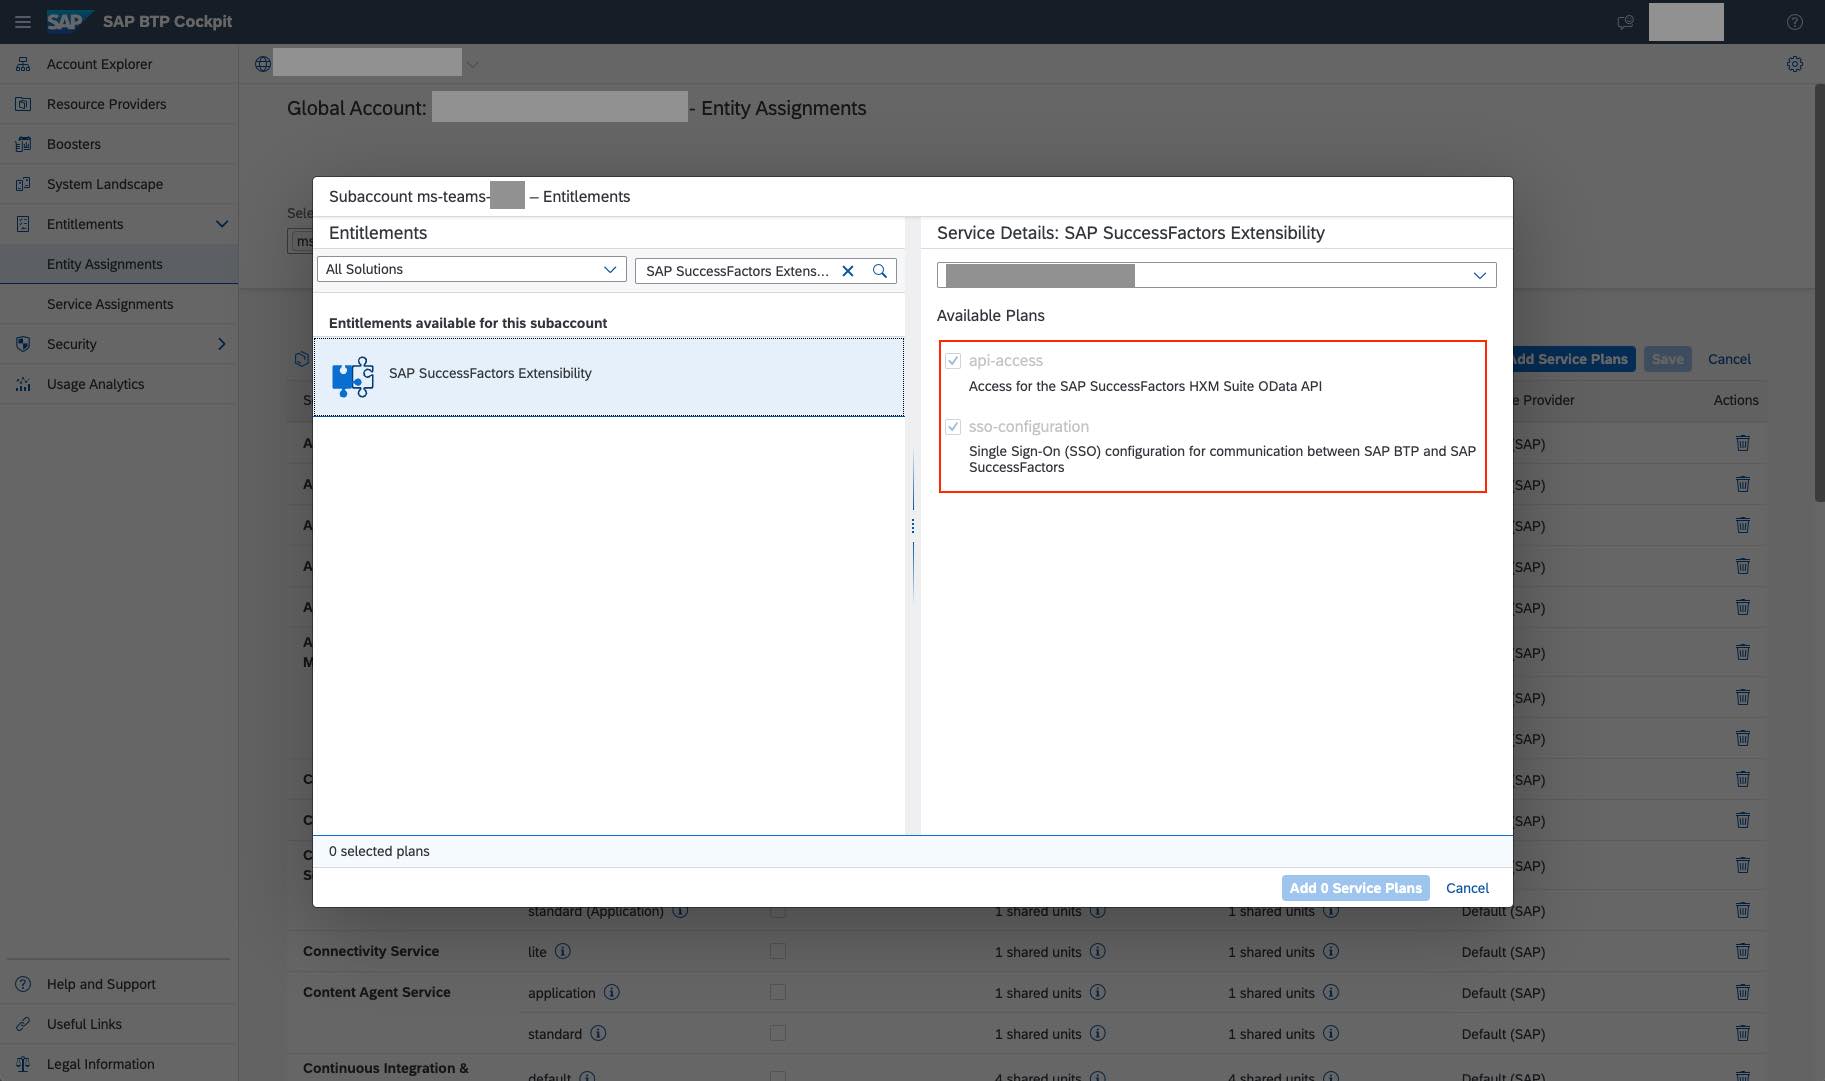 SAP
SAP BTP Cockpit
Account Explorer
Resource Providers
Boosters
System Landscape
Entitlements
Entity Assignments
Service Assignments
Security
Usage Analytics
Help and Support
Useful Links
Legal Information
Global Account: - Entity Assignments
Subaccount ms-teams- – Entitlements
Entitlements
All Solutions
SAP SuccessFactors Extens...
Entitlements available for this subaccount
SAP SuccessFactors Extensibility
Service Details: SAP SuccessFactors Extensibility
Available Plans
api-access
Access for the SAP SuccessFactors HXM Suite OData API
sso-configuration
Single Sign-On (SSO) configuration for communication between SAP BTP and SAP
SuccessFactors
0 selected plans
Add 0 Service Plans
Cancel
Add Service Plans
Save
Cancel
Provider
Actions
(SAP)
(SAP)
(SAP)
(SAP)
(SAP)
(SAP)
(SAP)
(SAP)
(SAP)
(SAP)
(SAP)
standard (Application) 1 shared units 1 shared units Default (SAP)
Connectivity Service lite 1 shared units 1 shared units Default (SAP)
Content Agent Service application 1 shared units 1 shared units Default (SAP)
standard 1 shared units 1 shared units Default (SAP)
Continuous Integration &
default 4 shared units 4 shared units Default (SAP)